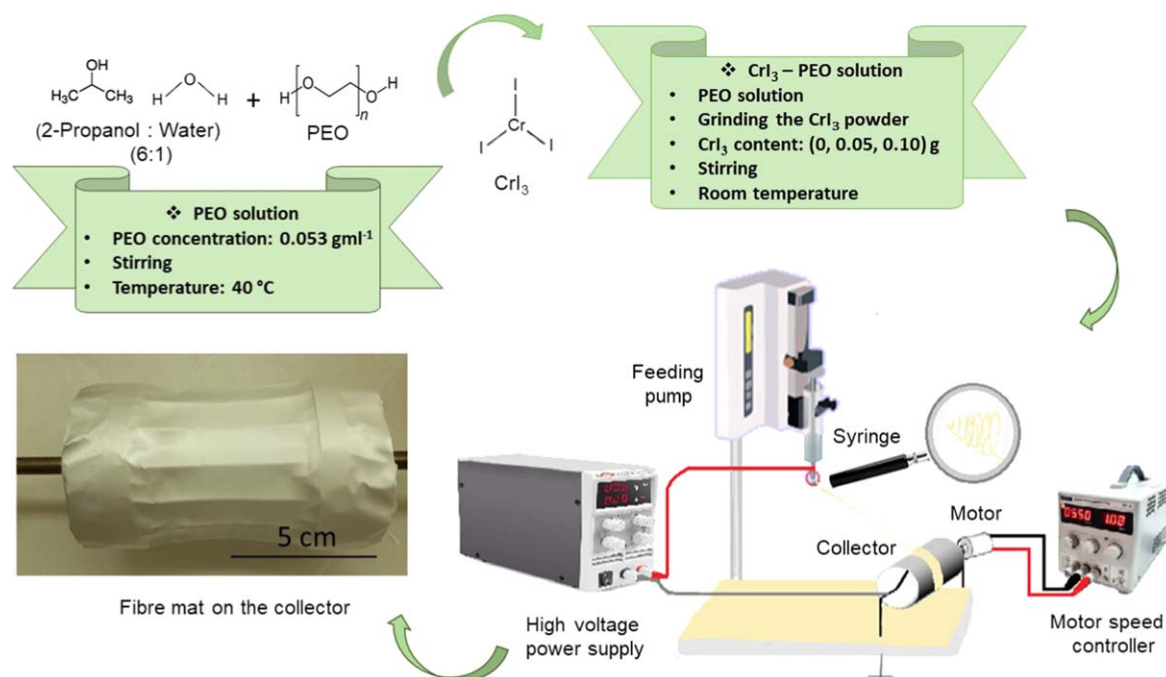 OH
H₃C
CH₃
O
H
H
+
H
O
O
H
n
(2-Propanol : Water)
(6:1)
PEO
❖ PEO solution
• PEO concentration: 0.053 gml⁻¹
• Stirring
• Temperature: 40 °C
I
Cr
I
I
CrI₃
❖ CrI₃ – PEO solution
• PEO solution
• Grinding the CrI₃ powder
• CrI₃ content: (0, 0.05, 0.10) g
• Stirring
• Room temperature
Feeding
pump
Syringe
Motor
Collector
0550 1.00
Motor speed
controller
High voltage
power supply
5 cm
Fibre mat on the collector